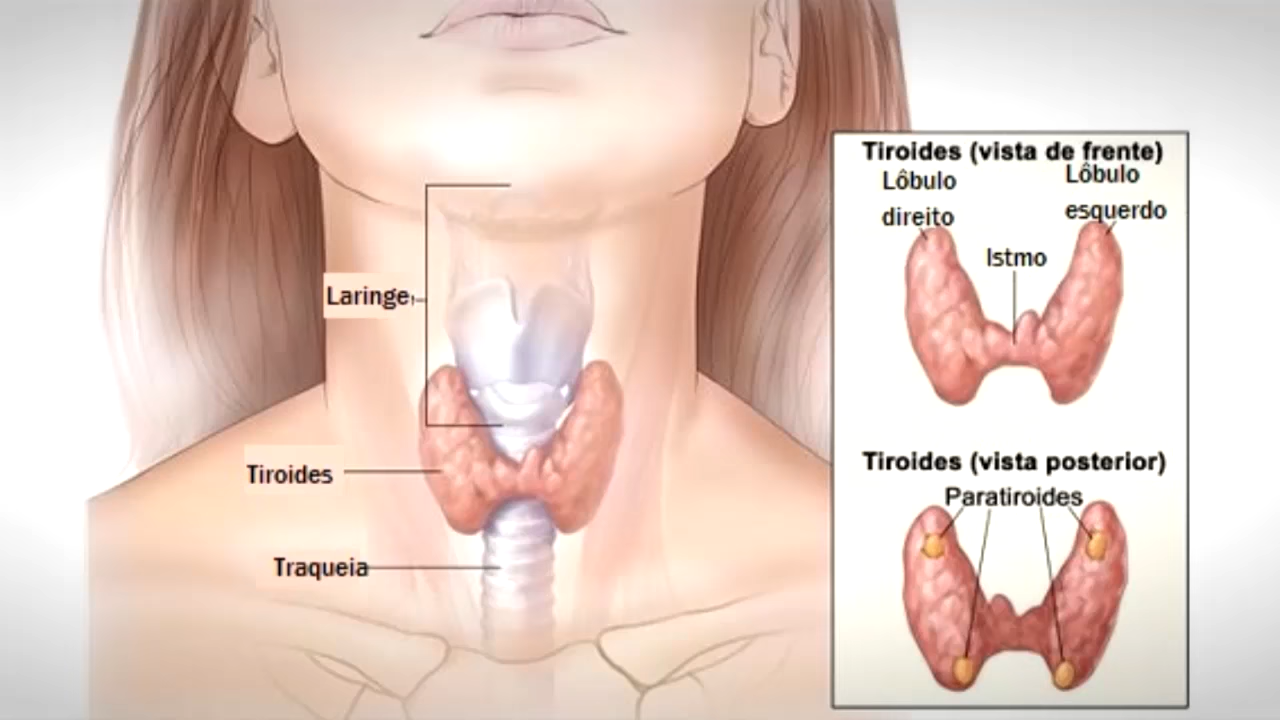 Laringe
Tiroides
Traqueia
Tiroides (vista de frente)
Lôbulo
direito
Lôbulo
esquerdo
Istmo
Tiroides (vista posterior)
Paratiroides